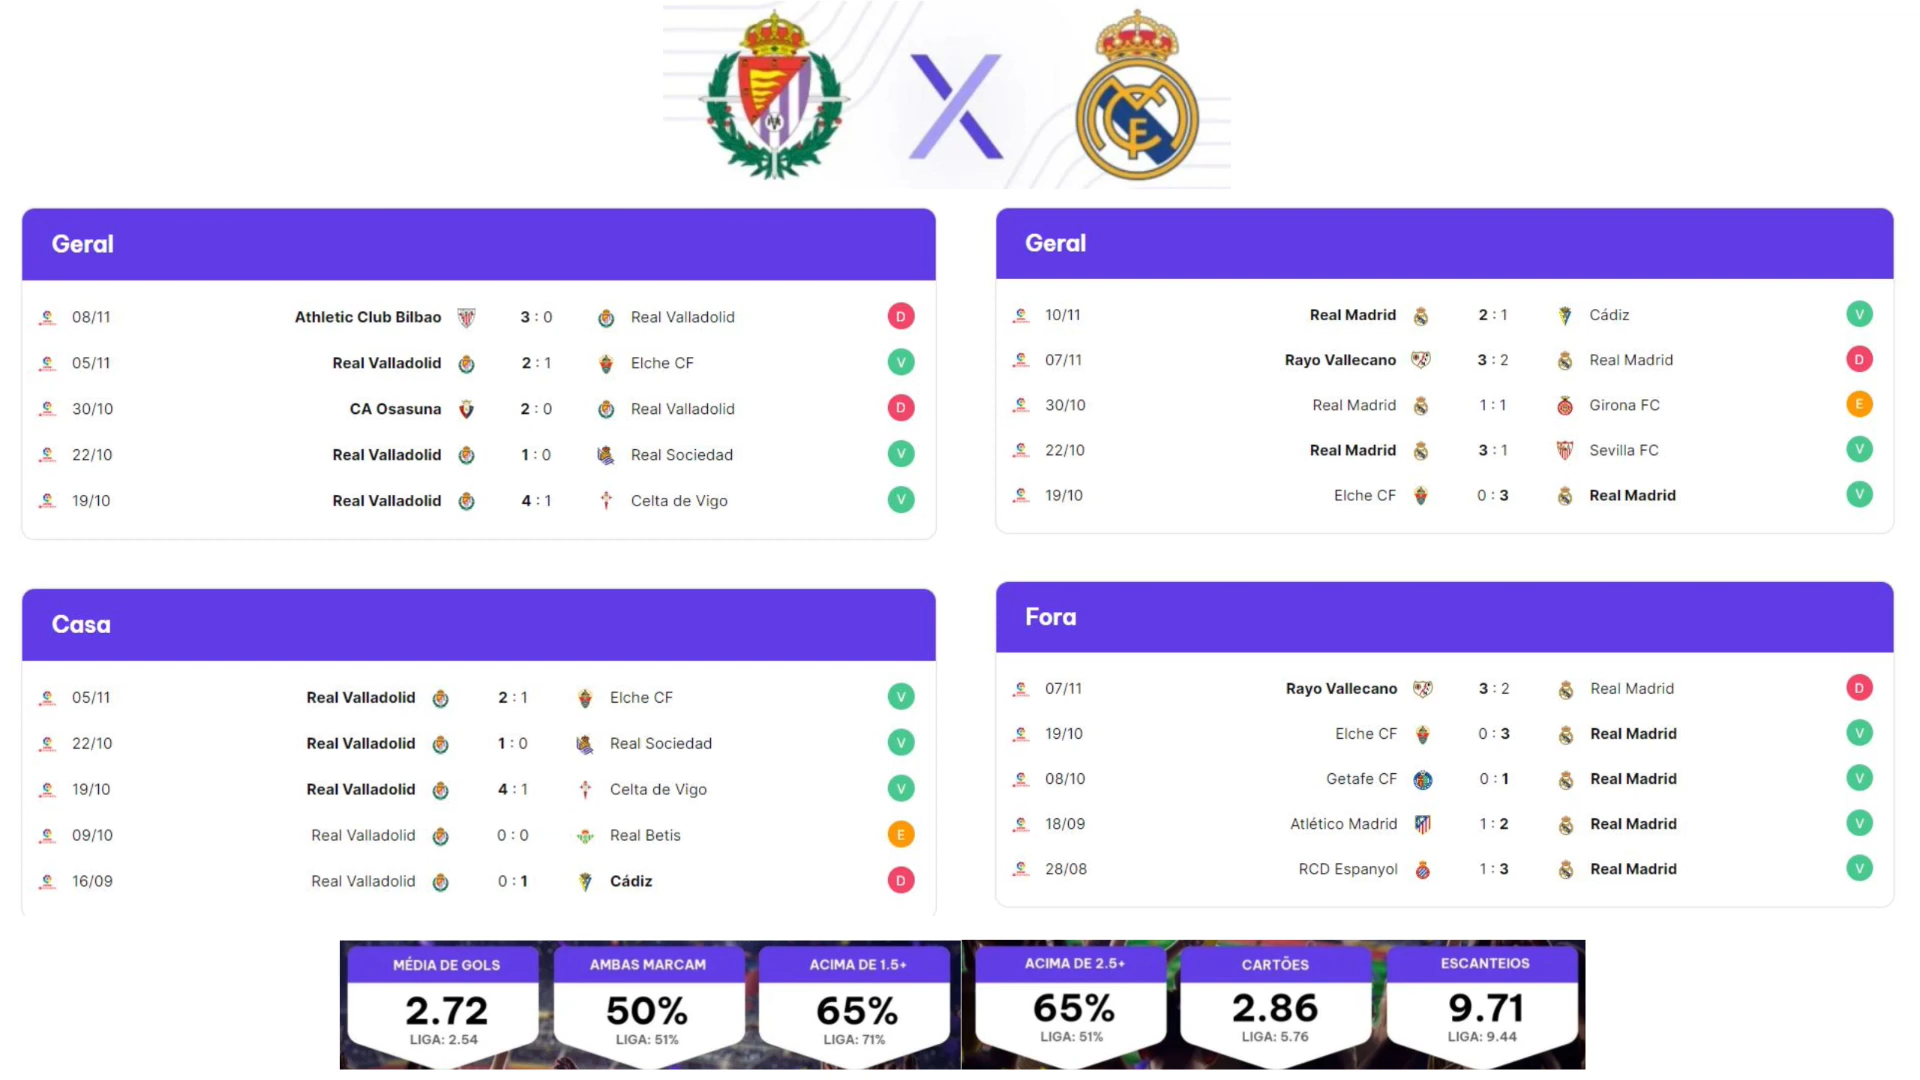 Geral
08/11 Athletic Club Bilbao 3 : 0 Real Valladolid D
05/11 Real Valladolid 2 : 1 Elche CF V
30/10 CA Osasuna 2 : 0 Real Valladolid D
22/10 Real Valladolid 1 : 0 Real Sociedad V
19/10 Real Valladolid 4 : 1 Celta de Vigo V
Geral
10/11 Real Madrid 2 : 1 Cádiz V
07/11 Rayo Vallecano 3 : 2 Real Madrid D
30/10 Real Madrid 1 : 1 Girona FC E
22/10 Real Madrid 3 : 1 Sevilla FC V
19/10 Elche CF 0 : 3 Real Madrid V
Casa
05/11 Real Valladolid 2 : 1 Elche CF V
22/10 Real Valladolid 1 : 0 Real Sociedad V
19/10 Real Valladolid 4 : 1 Celta de Vigo V
09/10 Real Valladolid 0 : 0 Real Betis E
16/09 Real Valladolid 0 : 1 Cádiz D
Fora
07/11 Rayo Vallecano 3 : 2 Real Madrid D
19/10 Elche CF 0 : 3 Real Madrid V
08/10 Getafe CF 0 : 1 Real Madrid V
18/09 Atlético Madrid 1 : 2 Real Madrid V
28/08 RCD Espanyol 1 : 3 Real Madrid V
MÉDIA DE GOLS
2.72
LIGA: 2.54
AMBAS MARCAM
50%
LIGA: 51%
ACIMA DE 1.5+
65%
LIGA: 71%
ACIMA DE 2.5+
65%
LIGA: 51%
CARTÕES
2.86
LIGA: 5.76
ESCANTEIOS
9.71
LIGA: 9.44